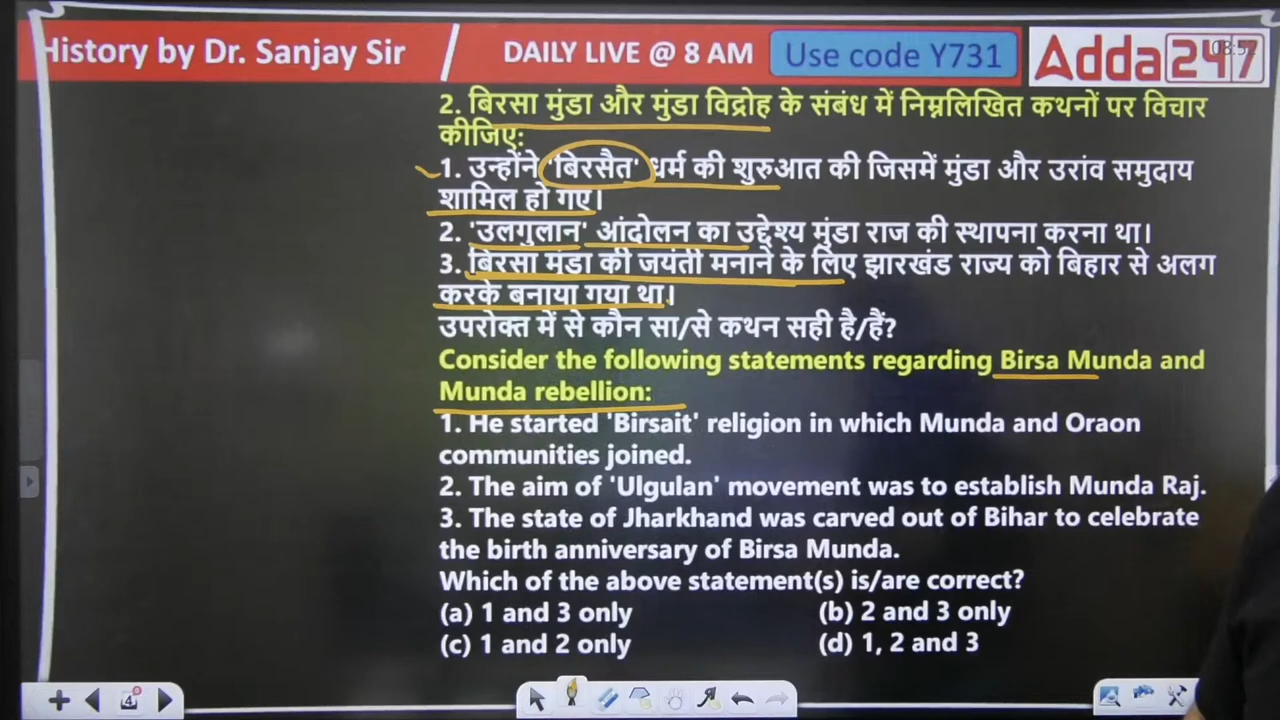 History by Dr. Sanjay Sir / DAILY LIVE @ 8 AM Use code Y731 Adda247
2. बिरसा मुंडा और मुंडा विद्रोह के संबंध में निम्नलिखित कथनों पर विचार
कीजिए:
1. उन्होंने 'बिरसैत' धर्म की शुरुआत की जिसमें मुंडा और उरांव समुदाय
शामिल हो गए।
2. 'उलगुलान' आंदोलन का उद्देश्य मुंडा राज की स्थापना करना था।
3. बिरसा मुंडा की जयंती मनाने के लिए झारखंड राज्य को बिहार से अलग
करके बनाया गया था।
उपरोक्त में से कौन सा/से कथन सही है/हैं?
Consider the following statements regarding Birsa Munda and
Munda rebellion:
1. He started 'Birsait' religion in which Munda and Oraon
communities joined.
2. The aim of 'Ulgulan' movement was to establish Munda Raj.
3. The state of Jharkhand was carved out of Bihar to celebrate
the birth anniversary of Birsa Munda.
Which of the above statement(s) is/are correct?
(a) 1 and 3 only (b) 2 and 3 only
(c) 1 and 2 only (d) 1, 2 and 3
4